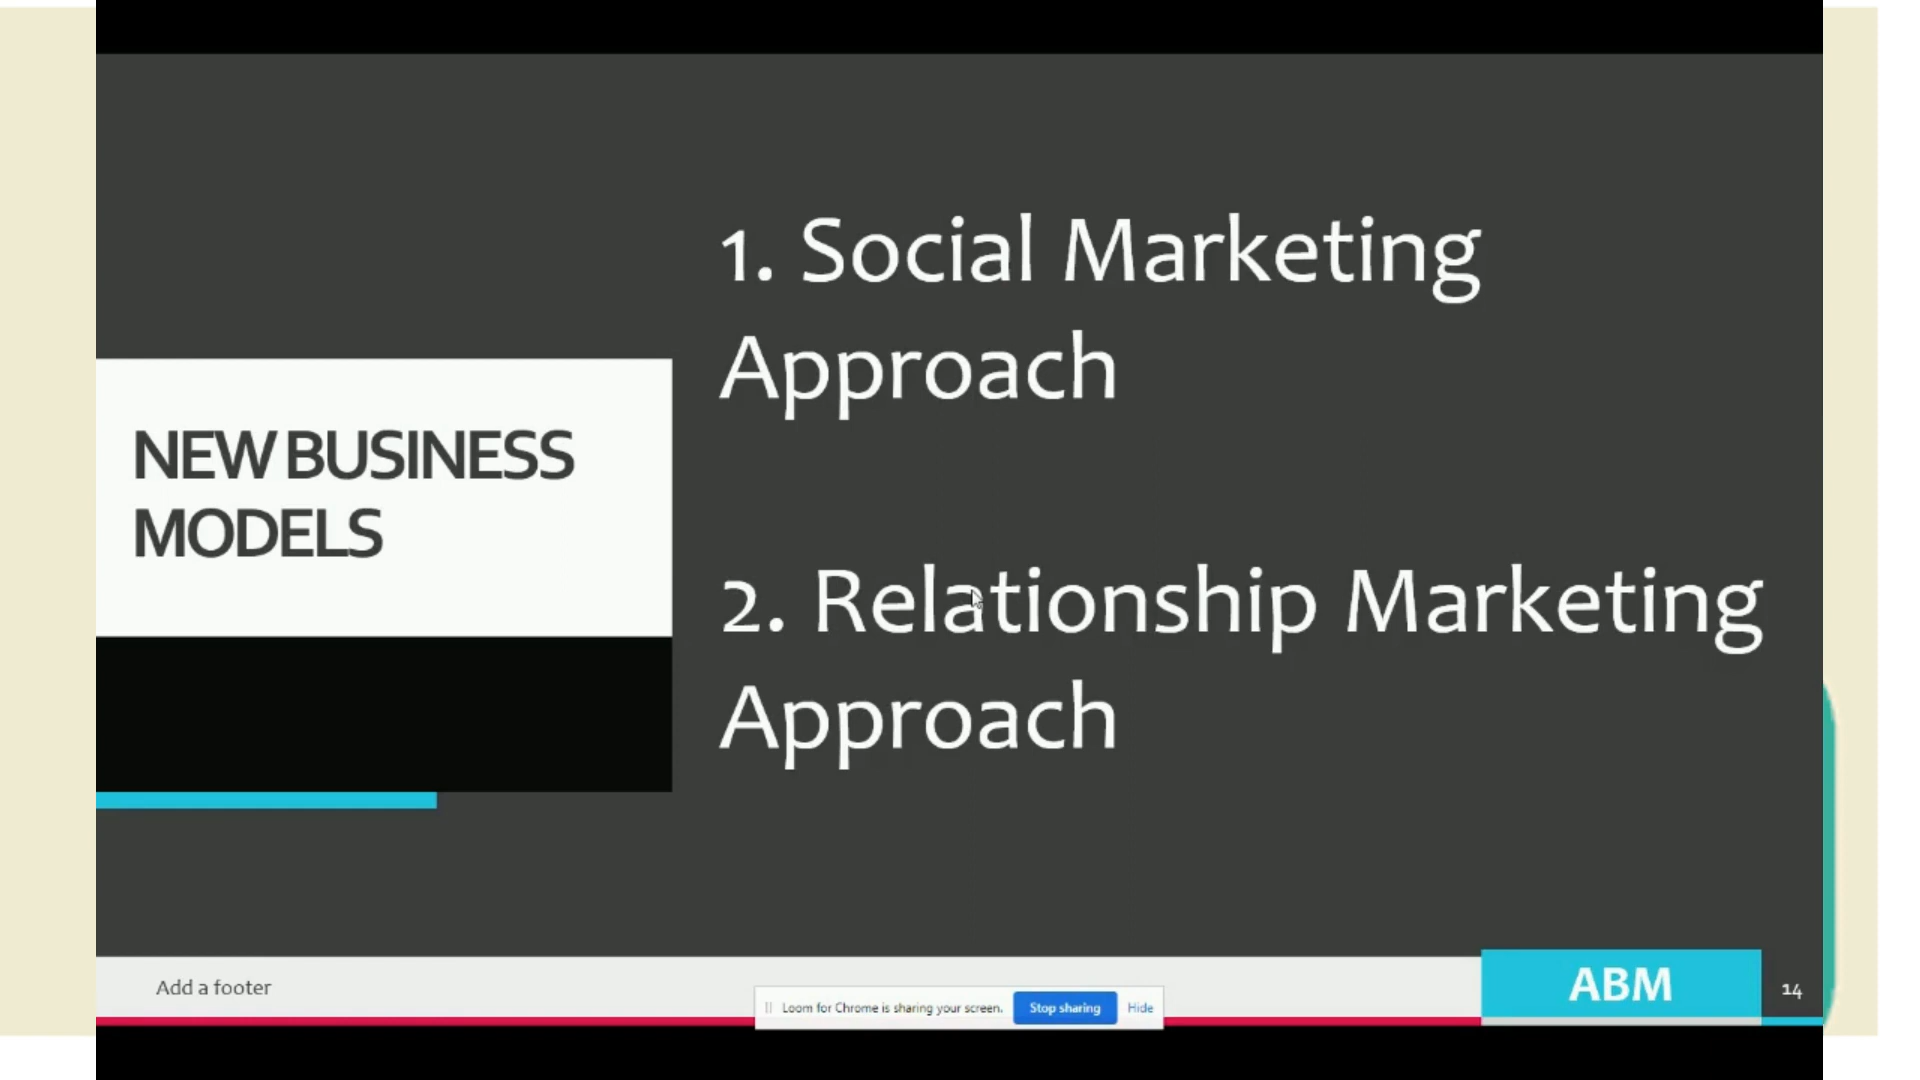 NEW BUSINESS
MODELS
1. Social Marketing
Approach
2. Relationship Marketing
Approach
Add a footer
Loom for Chrome is sharing your screen. Stop sharing Hide
ABM
14